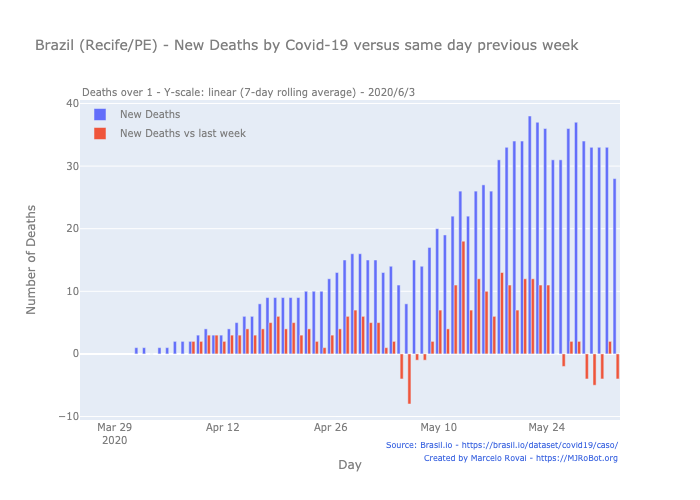 Brazil (Recife/PE) - New Deaths by Covid-19 versus same day previous week
Deaths over 1 - Y-scale: linear (7-day rolling average) - 2020/6/3
New Deaths
New Deaths vs last week
Number of Deaths
40
30
20
10
0
−10
Mar 29
2020
Apr 12
Apr 26
May 10
May 24
Day
Source: Brasil.io - https://brasil.io/dataset/covid19/caso/
Created by Marcelo Rovai - https://MJRoBot.org